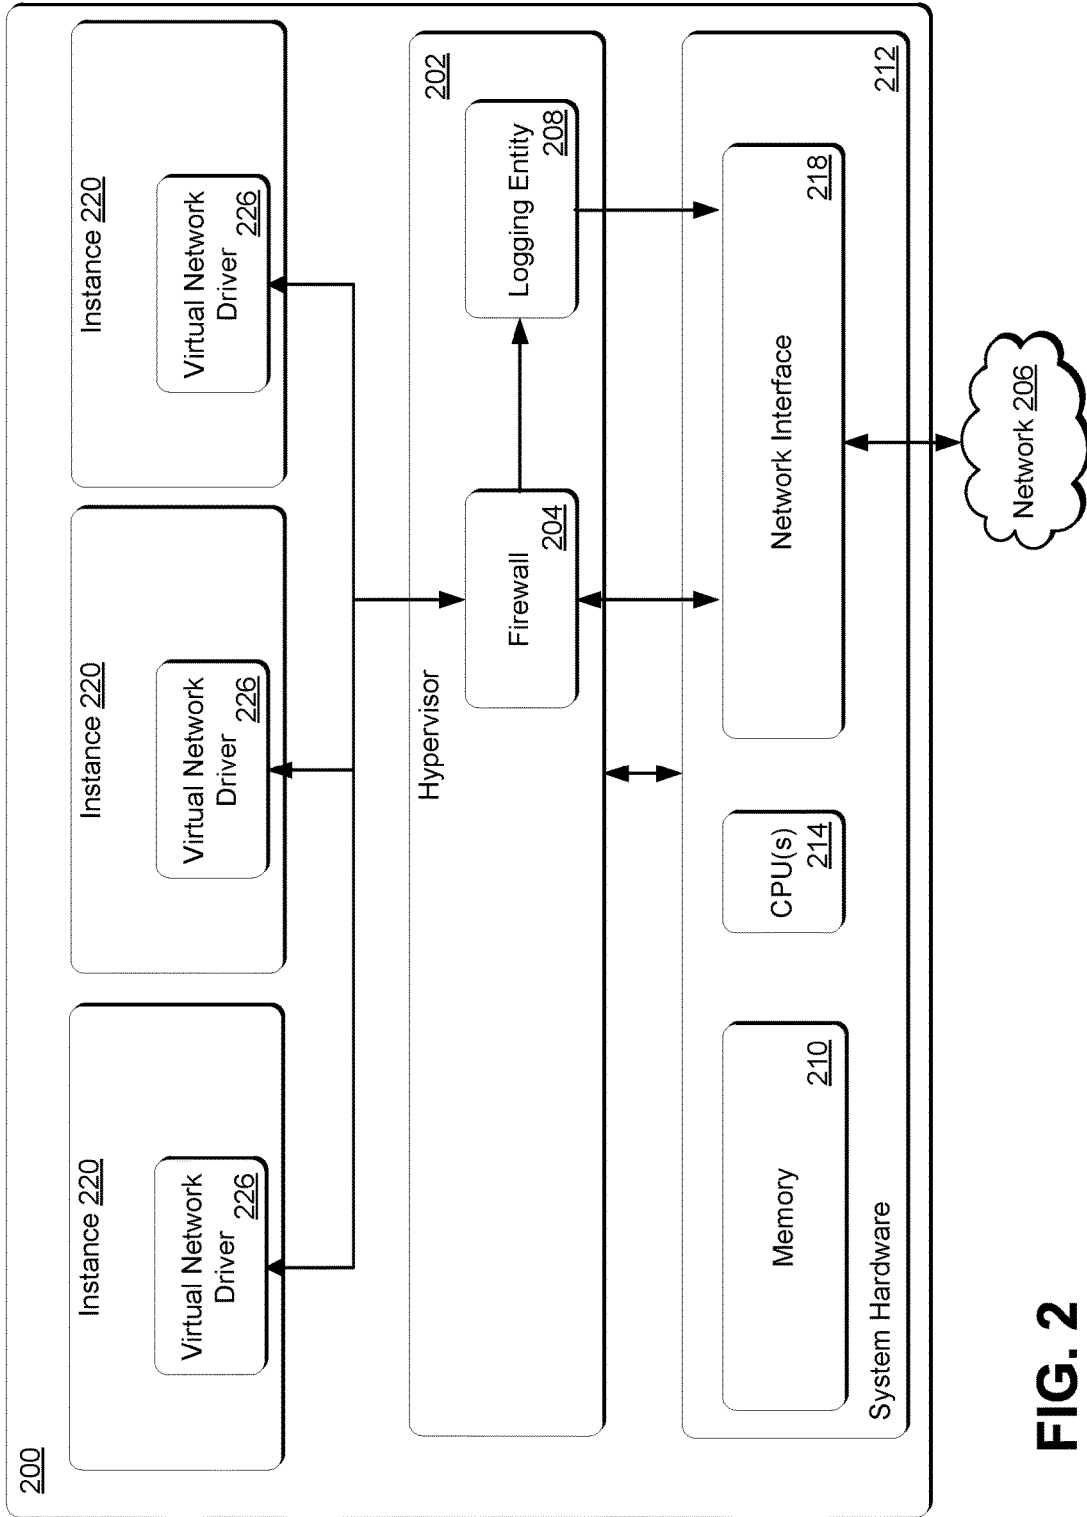 200
Instance 220
Virtual Network
Driver
226
Instance 220
Virtual Network
Driver
226
Instance 220
Virtual Network
Driver
226
Hypervisor
202
Firewall
204
Logging Entity
208
System Hardware
212
Memory
210
CPU(s)
214
Network Interface
218
Network 206
FIG. 2